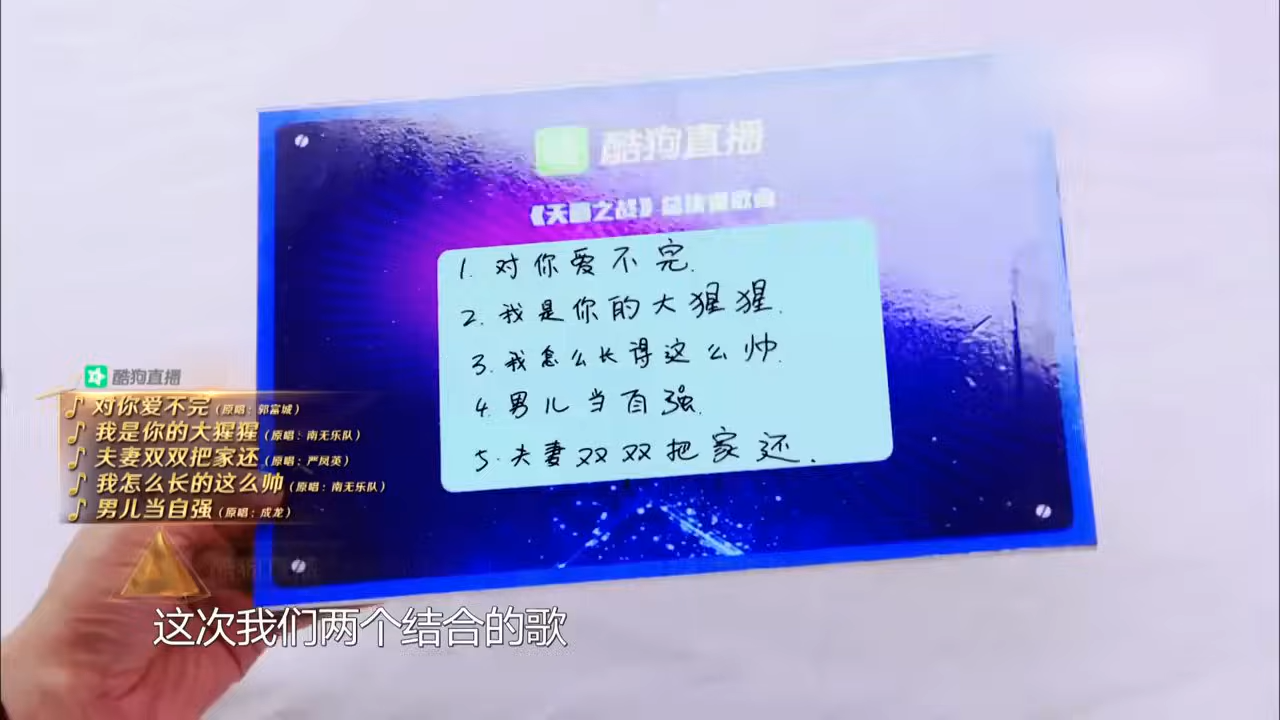 酷狗直播
《天籁之战》总决赛歌曲
1. 对你爱不完.
2. 我是你的大猩猩.
3. 我怎么长得这么帅.
4. 男儿当自强.
5. 夫妻双双把家还.
酷狗直播
对你爱不完(原唱:郭富城)
我是你的大猩猩(原唱:南无乐队)
夫妻双双把家还(原唱:严凤英)
我怎么长的这么帅(原唱:南无乐队)
男儿当自强(原唱:成龙)
这次我们两个结合的歌